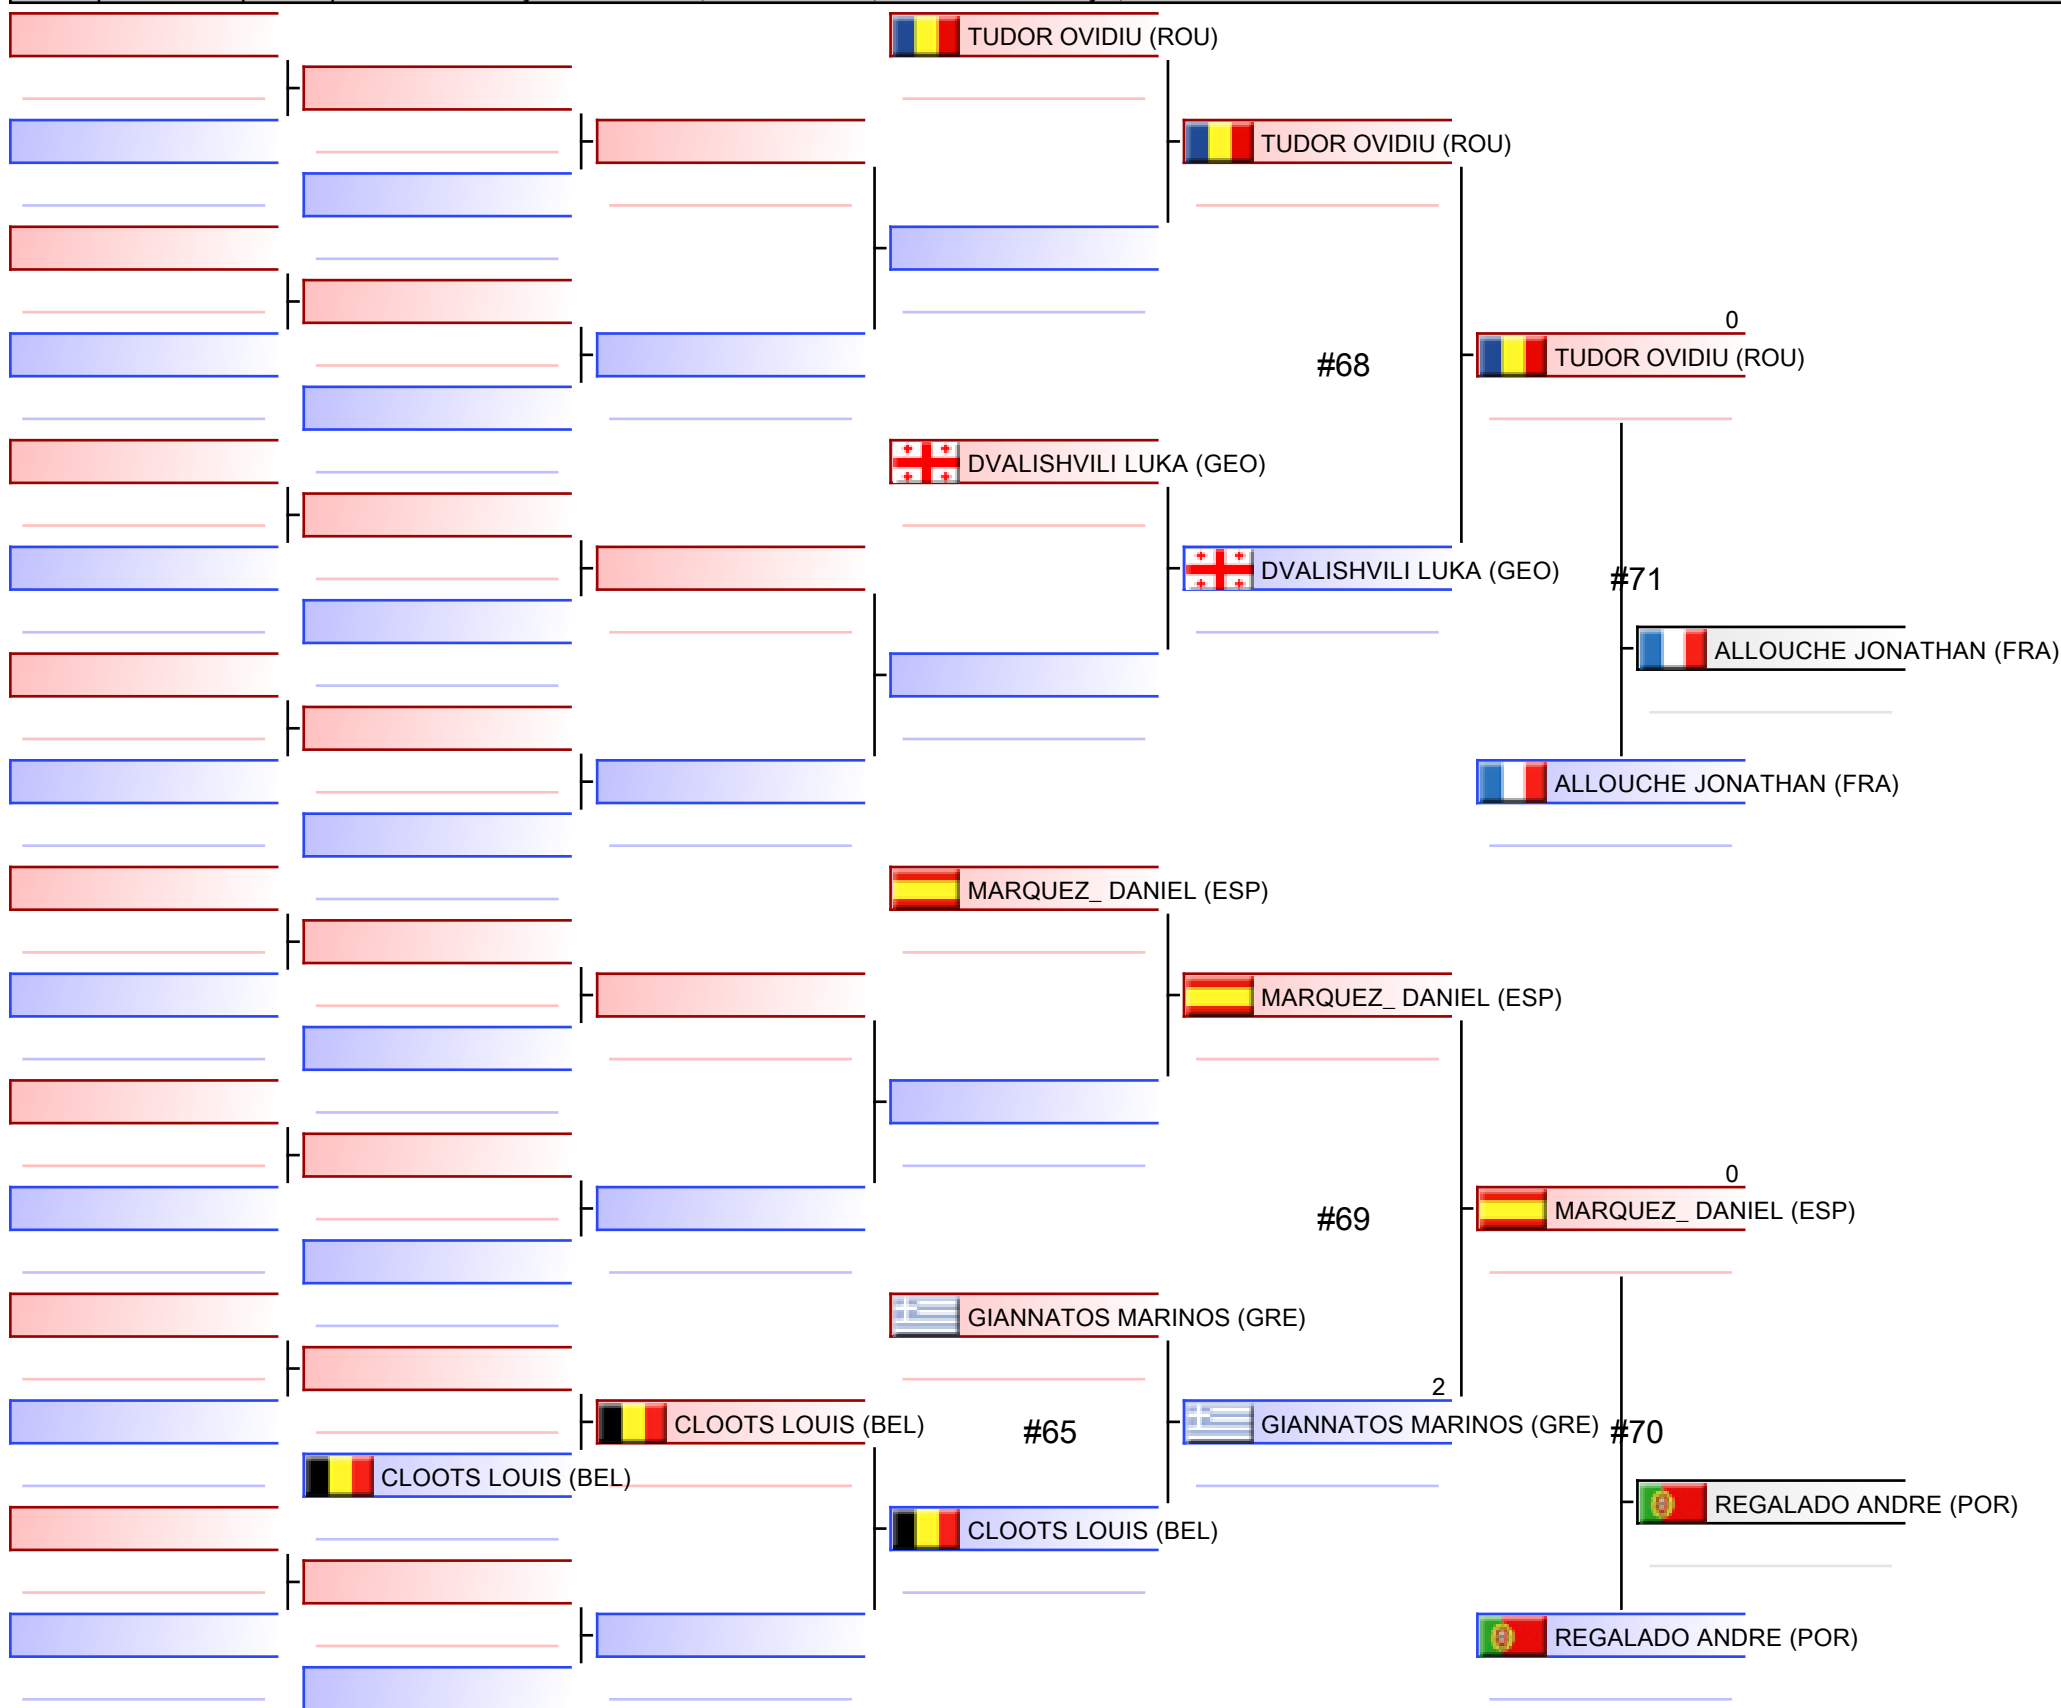 TUDOR OVIDIU (ROU)
TUDOR OVIDIU (ROU)
0
TUDOR OVIDIU (ROU)
#68
DVALISHVILI LUKA (GEO)
DVALISHVILI LUKA (GEO)
#71
ALLOUCHE JONATHAN (FRA)
ALLOUCHE JONATHAN (FRA)
MARQUEZ_ DANIEL (ESP)
MARQUEZ_ DANIEL (ESP)
0
MARQUEZ_ DANIEL (ESP)
#69
GIANNATOS MARINOS (GRE)
2
CLOOTS LOUIS (BEL)
#65
GIANNATOS MARINOS (GRE)
#70
CLOOTS LOUIS (BEL)
REGALADO ANDRE (POR)
CLOOTS LOUIS (BEL)
REGALADO ANDRE (POR)